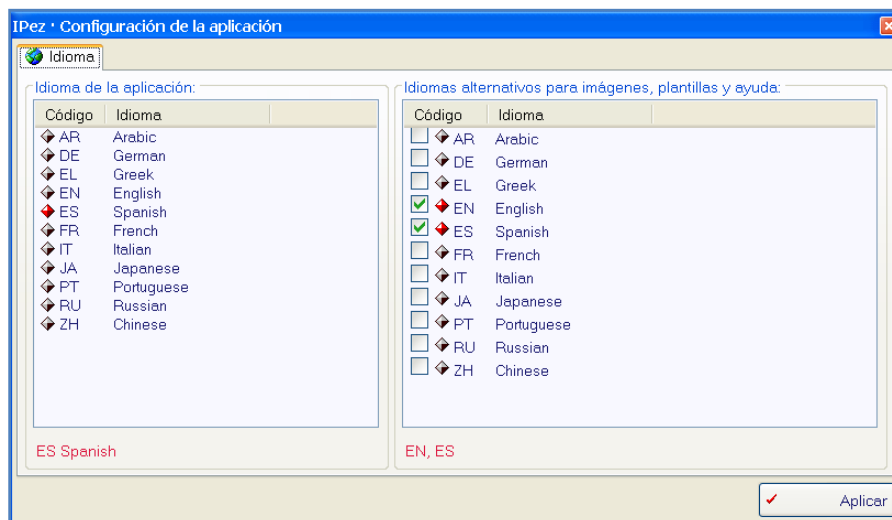 IPez · Configuración de la aplicación
Idioma
Idioma de la aplicación:
Código Idioma
AR Arabic
DE German
EL Greek
EN English
ES Spanish
FR French
IT Italian
JA Japanese
PT Portuguese
RU Russian
ZH Chinese
ES Spanish
Idiomas alternativos para imágenes, plantillas y ayuda:
Código Idioma
AR Arabic
DE German
EL Greek
EN English
ES Spanish
FR French
IT Italian
JA Japanese
PT Portuguese
RU Russian
ZH Chinese
EN, ES
Aplicar